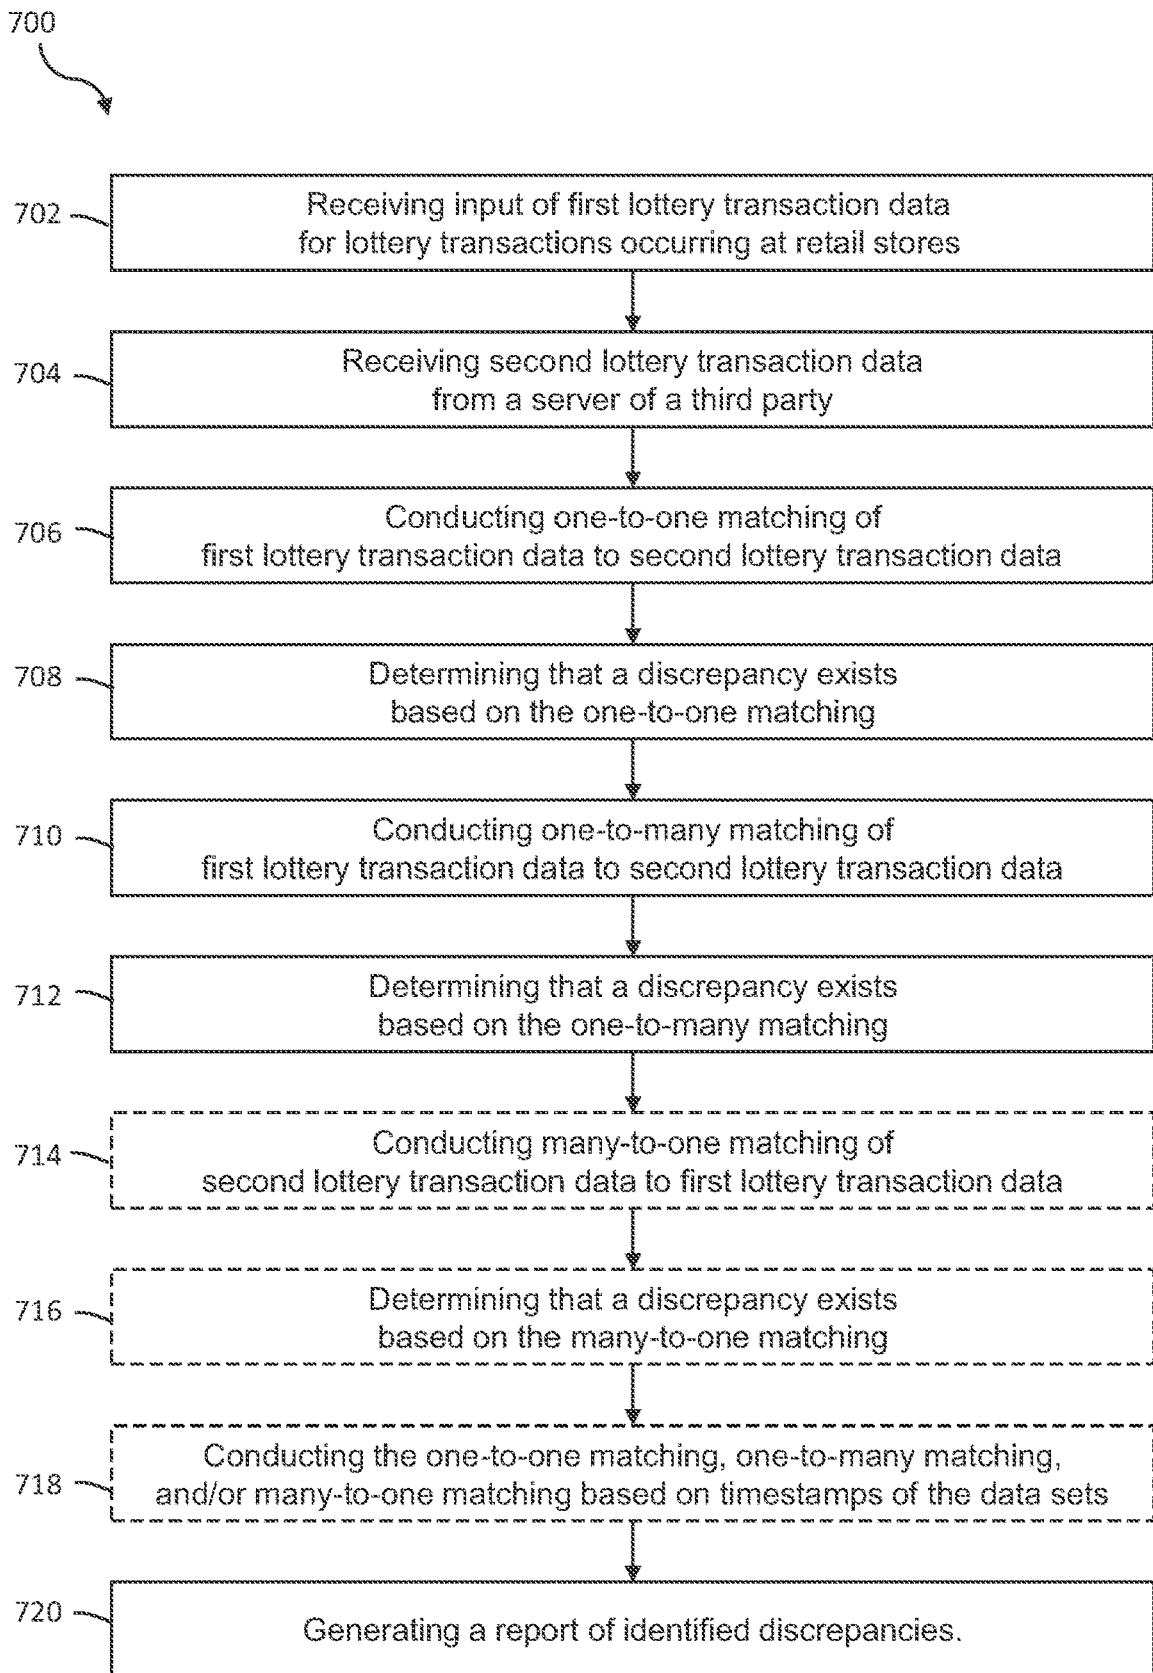 700
702
Receiving input of first lottery transaction data
for lottery transactions occurring at retail stores
704
Receiving second lottery transaction data
from a server of a third party
706
Conducting one-to-one matching of
first lottery transaction data to second lottery transaction data
708
Determining that a discrepancy exists
based on the one-to-one matching
710
Conducting one-to-many matching of
first lottery transaction data to second lottery transaction data
712
Determining that a discrepancy exists
based on the one-to-many matching
714
Conducting many-to-one matching of
second lottery transaction data to first lottery transaction data
716
Determining that a discrepancy exists
based on the many-to-one matching
718
Conducting the one-to-one matching, one-to-many matching,
and/or many-to-one matching based on timestamps of the data sets
720
Generating a report of identified discrepancies.